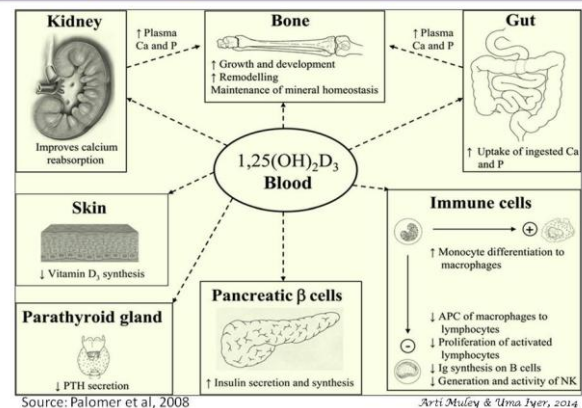 Kidney
Improves calcium
reabsorption
↑ Plasma
Ca and P
Bone
↑ Growth and development
↑ Remodelling
Maintenance of mineral homeostasis
↑ Plasma
Ca and P
Gut
↑ Uptake of ingested Ca
and P
1,25(OH)₂D₃
Blood
Skin
↓ Vitamin D₃ synthesis
Parathyroid gland
↓ PTH secretion
Pancreatic β cells
↑ Insulin secretion and synthesis
Immune cells
+
↑ Monocyte differentiation to
macrophages
↓ APC of macrophages to
lymphocytes
↓ Proliferation of activated
lymphocytes
↓ Ig synthesis on B cells
↓ Generation and activity of NK
-
Source: Palomer et al, 2008
Arti Muley & Uma Iyer, 2014